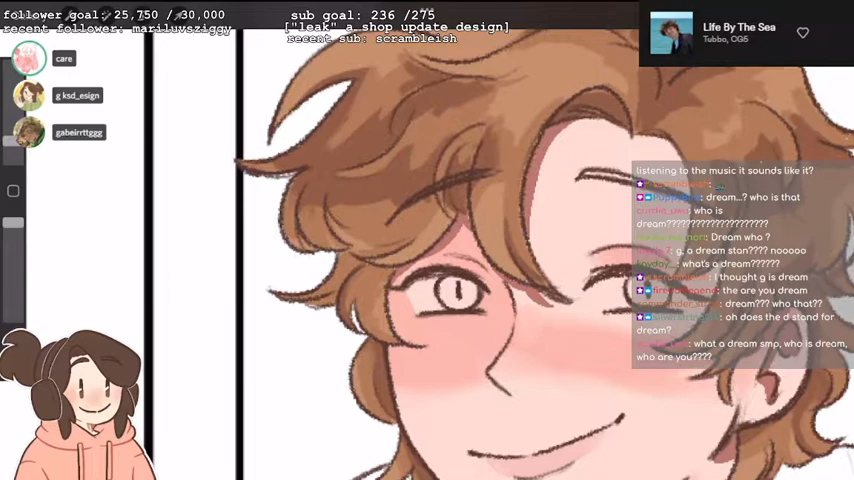 follower goal: 25,750 / 30,000
recent follower: mariluvsziggy
sub goal: 236 /275
["leak" a shop update design]
recent sub: scrambleish
Life By The Sea
Tubbo, CG5
care
g ksd_esign
gabeirrttggg
listening to the music it sounds like it?
dream...? who is that
who is
dream????????????????????
Dream who ?
g, a dream stan???? nooooo
what's a dream??????
I thought g is dream
the are you dream
dream??? who that??
oh does the d stand for
dream?
what a dream smp, who is dream,
who are you????